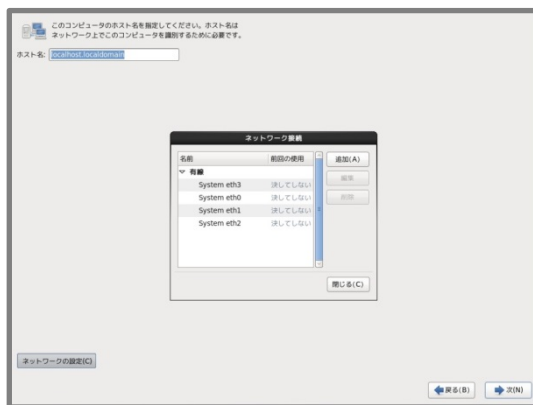 このコンピュータのホスト名を指定してください。ホスト名は
ネットワーク上でこのコンピュータを識別するために必要です。
ホスト名: localhost.localdomain
ネットワーク接続
名前 前回の使用 追加(A)
有線 編集
System eth3 決してしない 削除
System eth0 決してしない
System eth1 決してしない
System eth2 決してしない
閉じる(C)
ネットワークの設定(C)
戻る(B) 次(N)